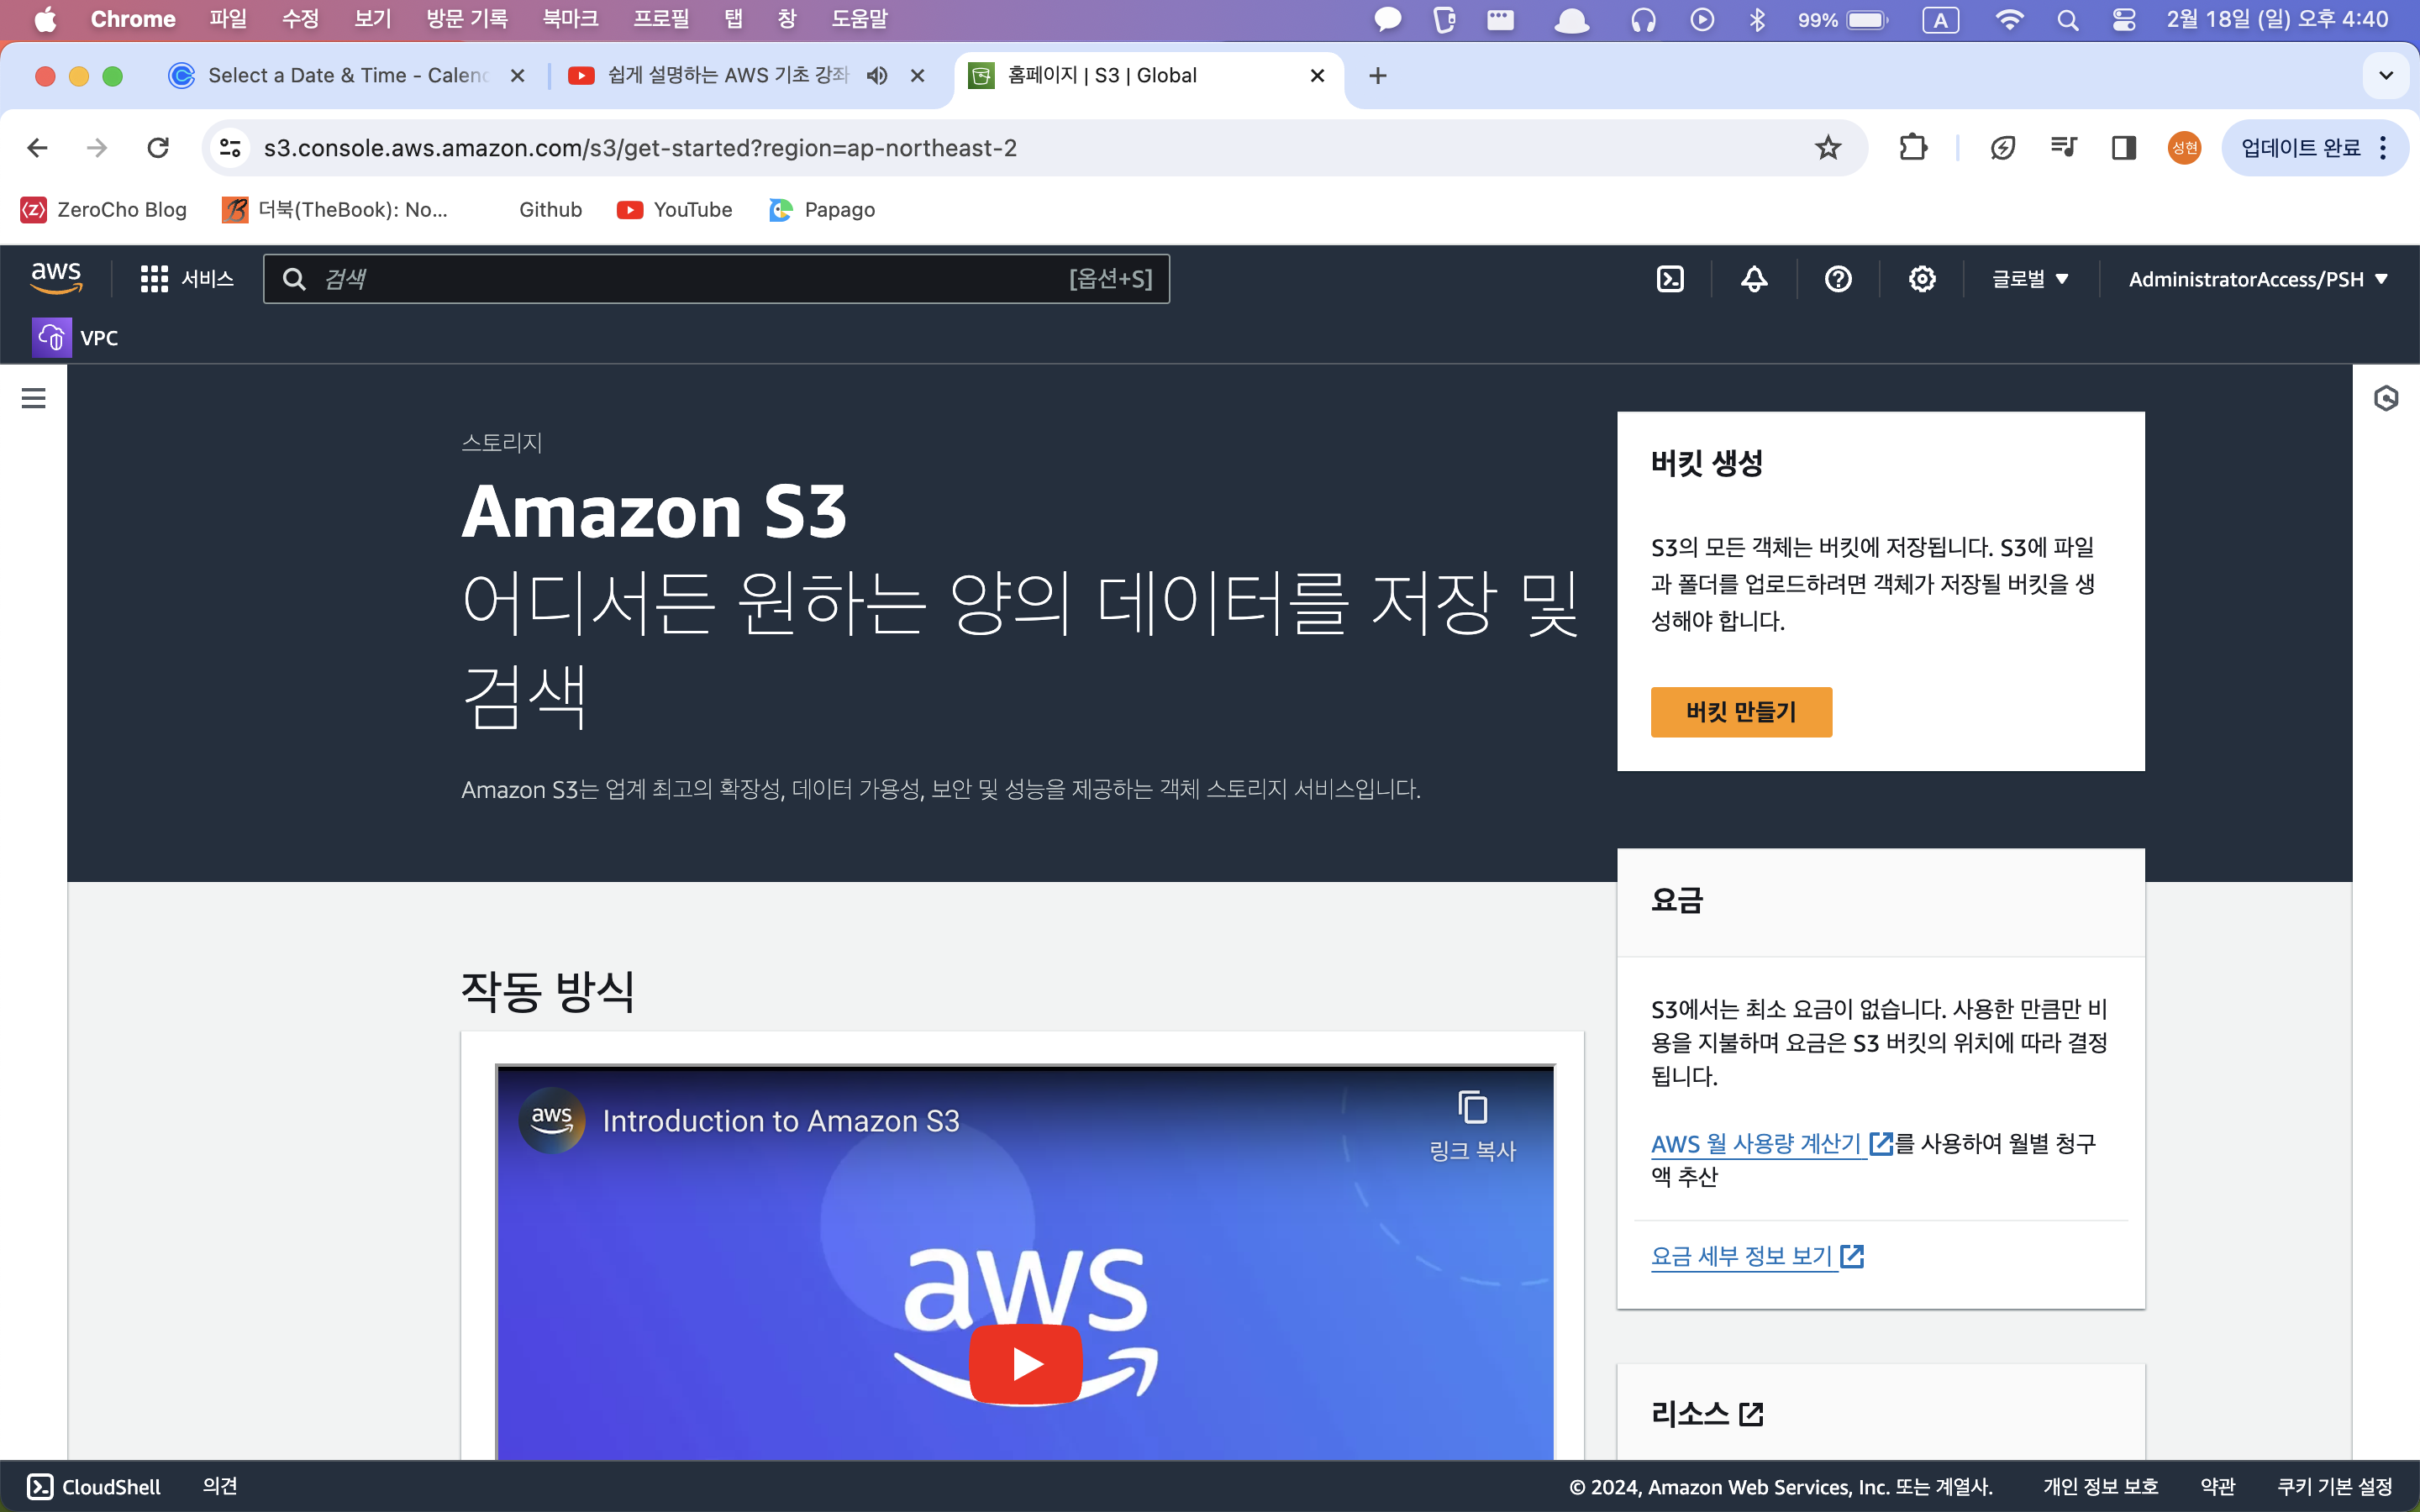 Chrome 파일 수정 보기 방문 기록 북마크 프로필 탭 창 도움말 99% A 2월 18일 (일) 오후 4:40
Select a Date & Time - Calend 쉽게 설명하는 AWS 기초 강좌 홈페이지 | S3 | Global
s3.console.aws.amazon.com/s3/get-started?region=ap-northeast-2 성현 업데이트 완료
ZeroCho Blog 더북(TheBook): No... Github YouTube Papago
aws 서비스 검색 [옵션+S] 글로벌 AdministratorAccess/PSH
VPC
스토리지
Amazon S3
어디서든 원하는 양의 데이터를 저장 및
검색
Amazon S3는 업계 최고의 확장성, 데이터 가용성, 보안 및 성능을 제공하는 객체 스토리지 서비스입니다.
버킷 생성
S3의 모든 객체는 버킷에 저장됩니다. S3에 파일
과 폴더를 업로드하려면 객체가 저장될 버킷을 생
성해야 합니다.
버킷 만들기
요금
S3에서는 최소 요금이 없습니다. 사용한 만큼만 비
용을 지불하며 요금은 S3 버킷의 위치에 따라 결정
됩니다.
AWS 월 사용량 계산기를 사용하여 월별 청구
액 추산
요금 세부 정보 보기
리소스
작동 방식
aws Introduction to Amazon S3
링크 복사
aws
CloudShell 의견 © 2024, Amazon Web Services, Inc. 또는 계열사. 개인 정보 보호 약관 쿠키 기본 설정